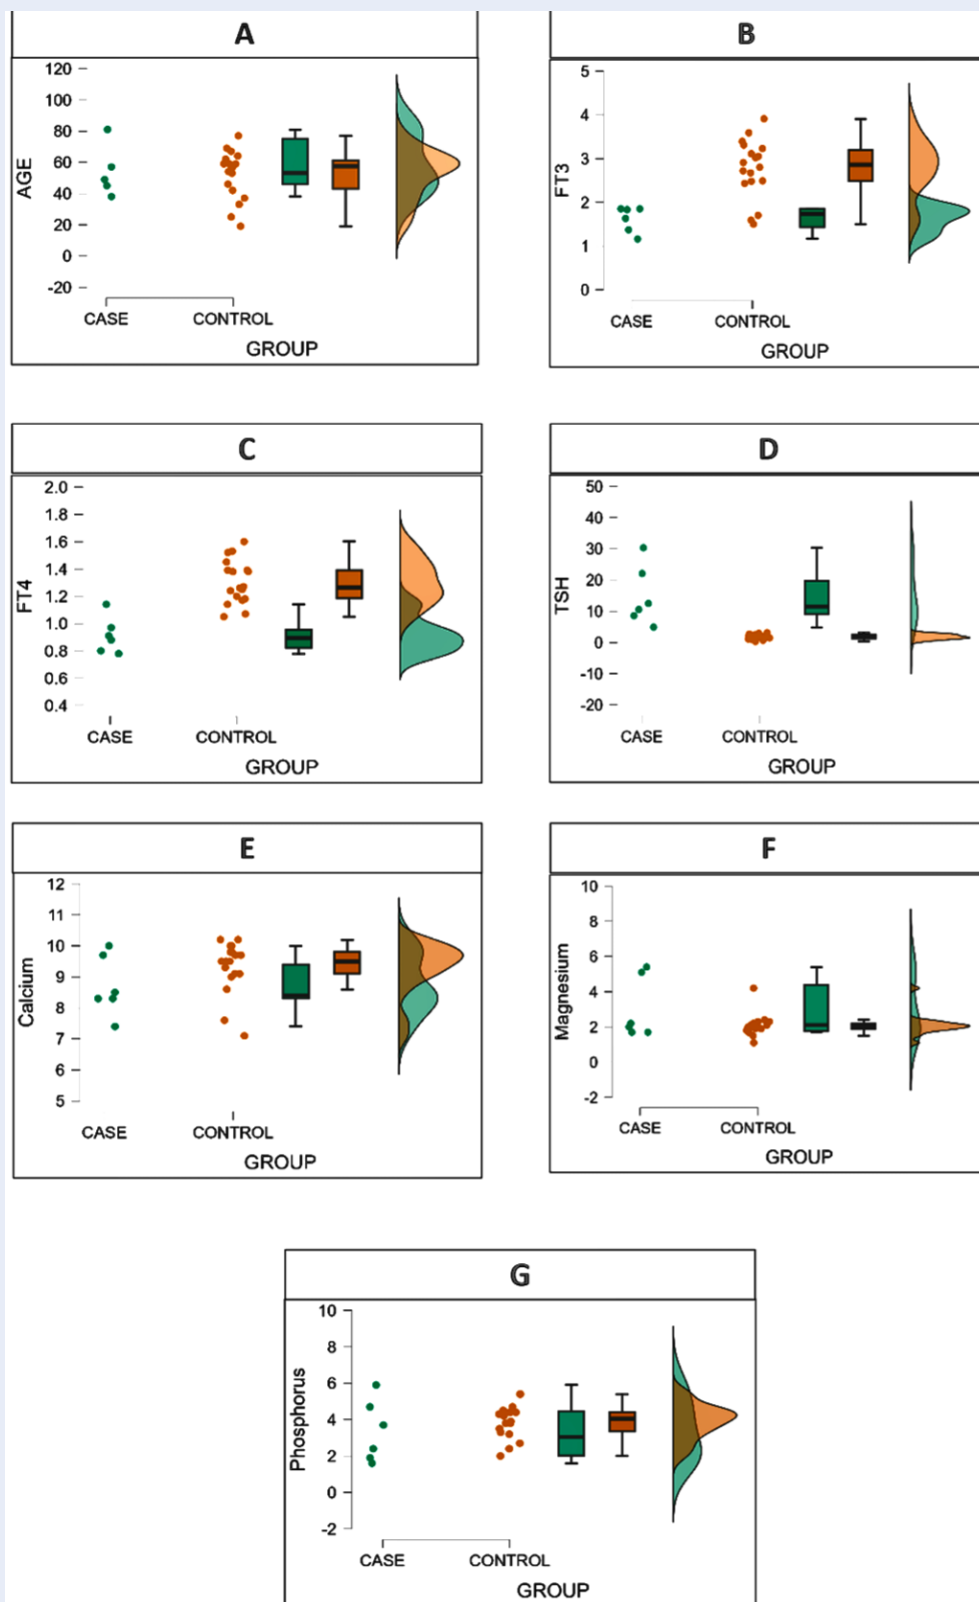 A
120
100
80
60
40
20
0
-20
AGE
CASE CONTROL
GROUP
B
5
4
3
2
1
0
FT3
CASE CONTROL
GROUP
C
2.0
1.8
1.6
1.4
1.2
1.0
0.8
0.6
0.4
FT4
CASE CONTROL
GROUP
D
50
40
30
20
10
0
-10
-20
TSH
CASE CONTROL
GROUP
E
12
11
10
9
8
7
6
5
Calcium
CASE CONTROL
GROUP
F
10
8
6
4
2
0
-2
Magnesium
CASE CONTROL
GROUP
G
10
8
6
4
2
0
-2
Phosphorus
CASE CONTROL
GROUP